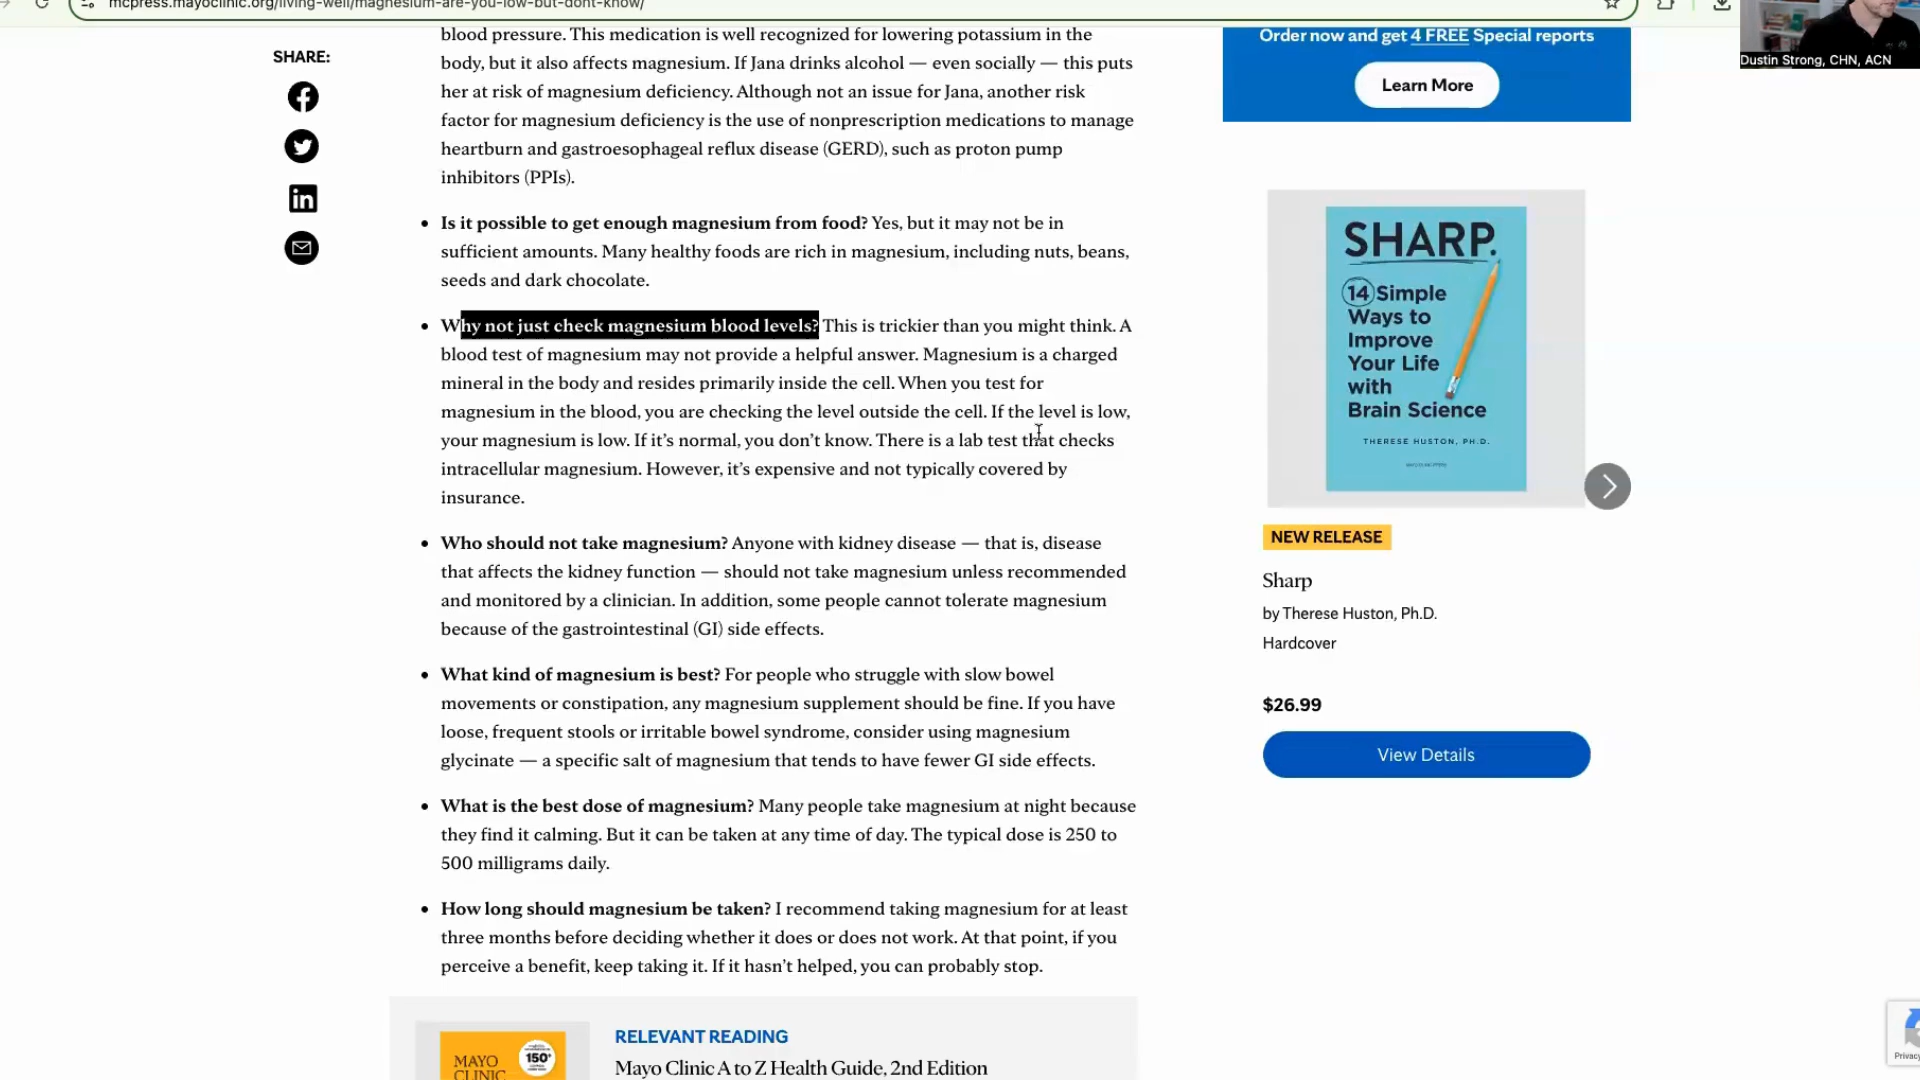 mcpress.mayoclinic.org/living-well/magnesium-are-you-low-but-dont-know/
Dustin Strong, CHN, ACN
SHARE:
blood pressure. This medication is well recognized for lowering potassium in the
body, but it also affects magnesium. If Jana drinks alcohol — even socially — this puts
her at risk of magnesium deficiency. Although not an issue for Jana, another risk
factor for magnesium deficiency is the use of nonprescription medications to manage
heartburn and gastroesophageal reflux disease (GERD), such as proton pump
inhibitors (PPIs).
• Is it possible to get enough magnesium from food? Yes, but it may not be in
sufficient amounts. Many healthy foods are rich in magnesium, including nuts, beans,
seeds and dark chocolate.
• Why not just check magnesium blood levels? This is trickier than you might think. A
blood test of magnesium may not provide a helpful answer. Magnesium is a charged
mineral in the body and resides primarily inside the cell. When you test for
magnesium in the blood, you are checking the level outside the cell. If the level is low,
your magnesium is low. If it’s normal, you don’t know. There is a lab test that checks
intracellular magnesium. However, it’s expensive and not typically covered by
insurance.
• Who should not take magnesium? Anyone with kidney disease — that is, disease
that affects the kidney function — should not take magnesium unless recommended
and monitored by a clinician. In addition, some people cannot tolerate magnesium
because of the gastrointestinal (GI) side effects.
• What kind of magnesium is best? For people who struggle with slow bowel
movements or constipation, any magnesium supplement should be fine. If you have
loose, frequent stools or irritable bowel syndrome, consider using magnesium
glycinate — a specific salt of magnesium that tends to have fewer GI side effects.
• What is the best dose of magnesium? Many people take magnesium at night because
they find it calming. But it can be taken at any time of day. The typical dose is 250 to
500 milligrams daily.
• How long should magnesium be taken? I recommend taking magnesium for at least
three months before deciding whether it does or does not work. At that point, if you
perceive a benefit, keep taking it. If it hasn’t helped, you can probably stop.
MAYO
CLINIC
150+
RELEVANT READING
Mayo Clinic A to Z Health Guide, 2nd Edition
Order now and get 4 FREE Special reports
Learn More
SHARP.
14 Simple
Ways to
Improve
Your Life
with
Brain Science
THERESE HUSTON, PH.D.
NEW RELEASE
Sharp
by Therese Huston, Ph.D.
Hardcover
$26.99
View Details